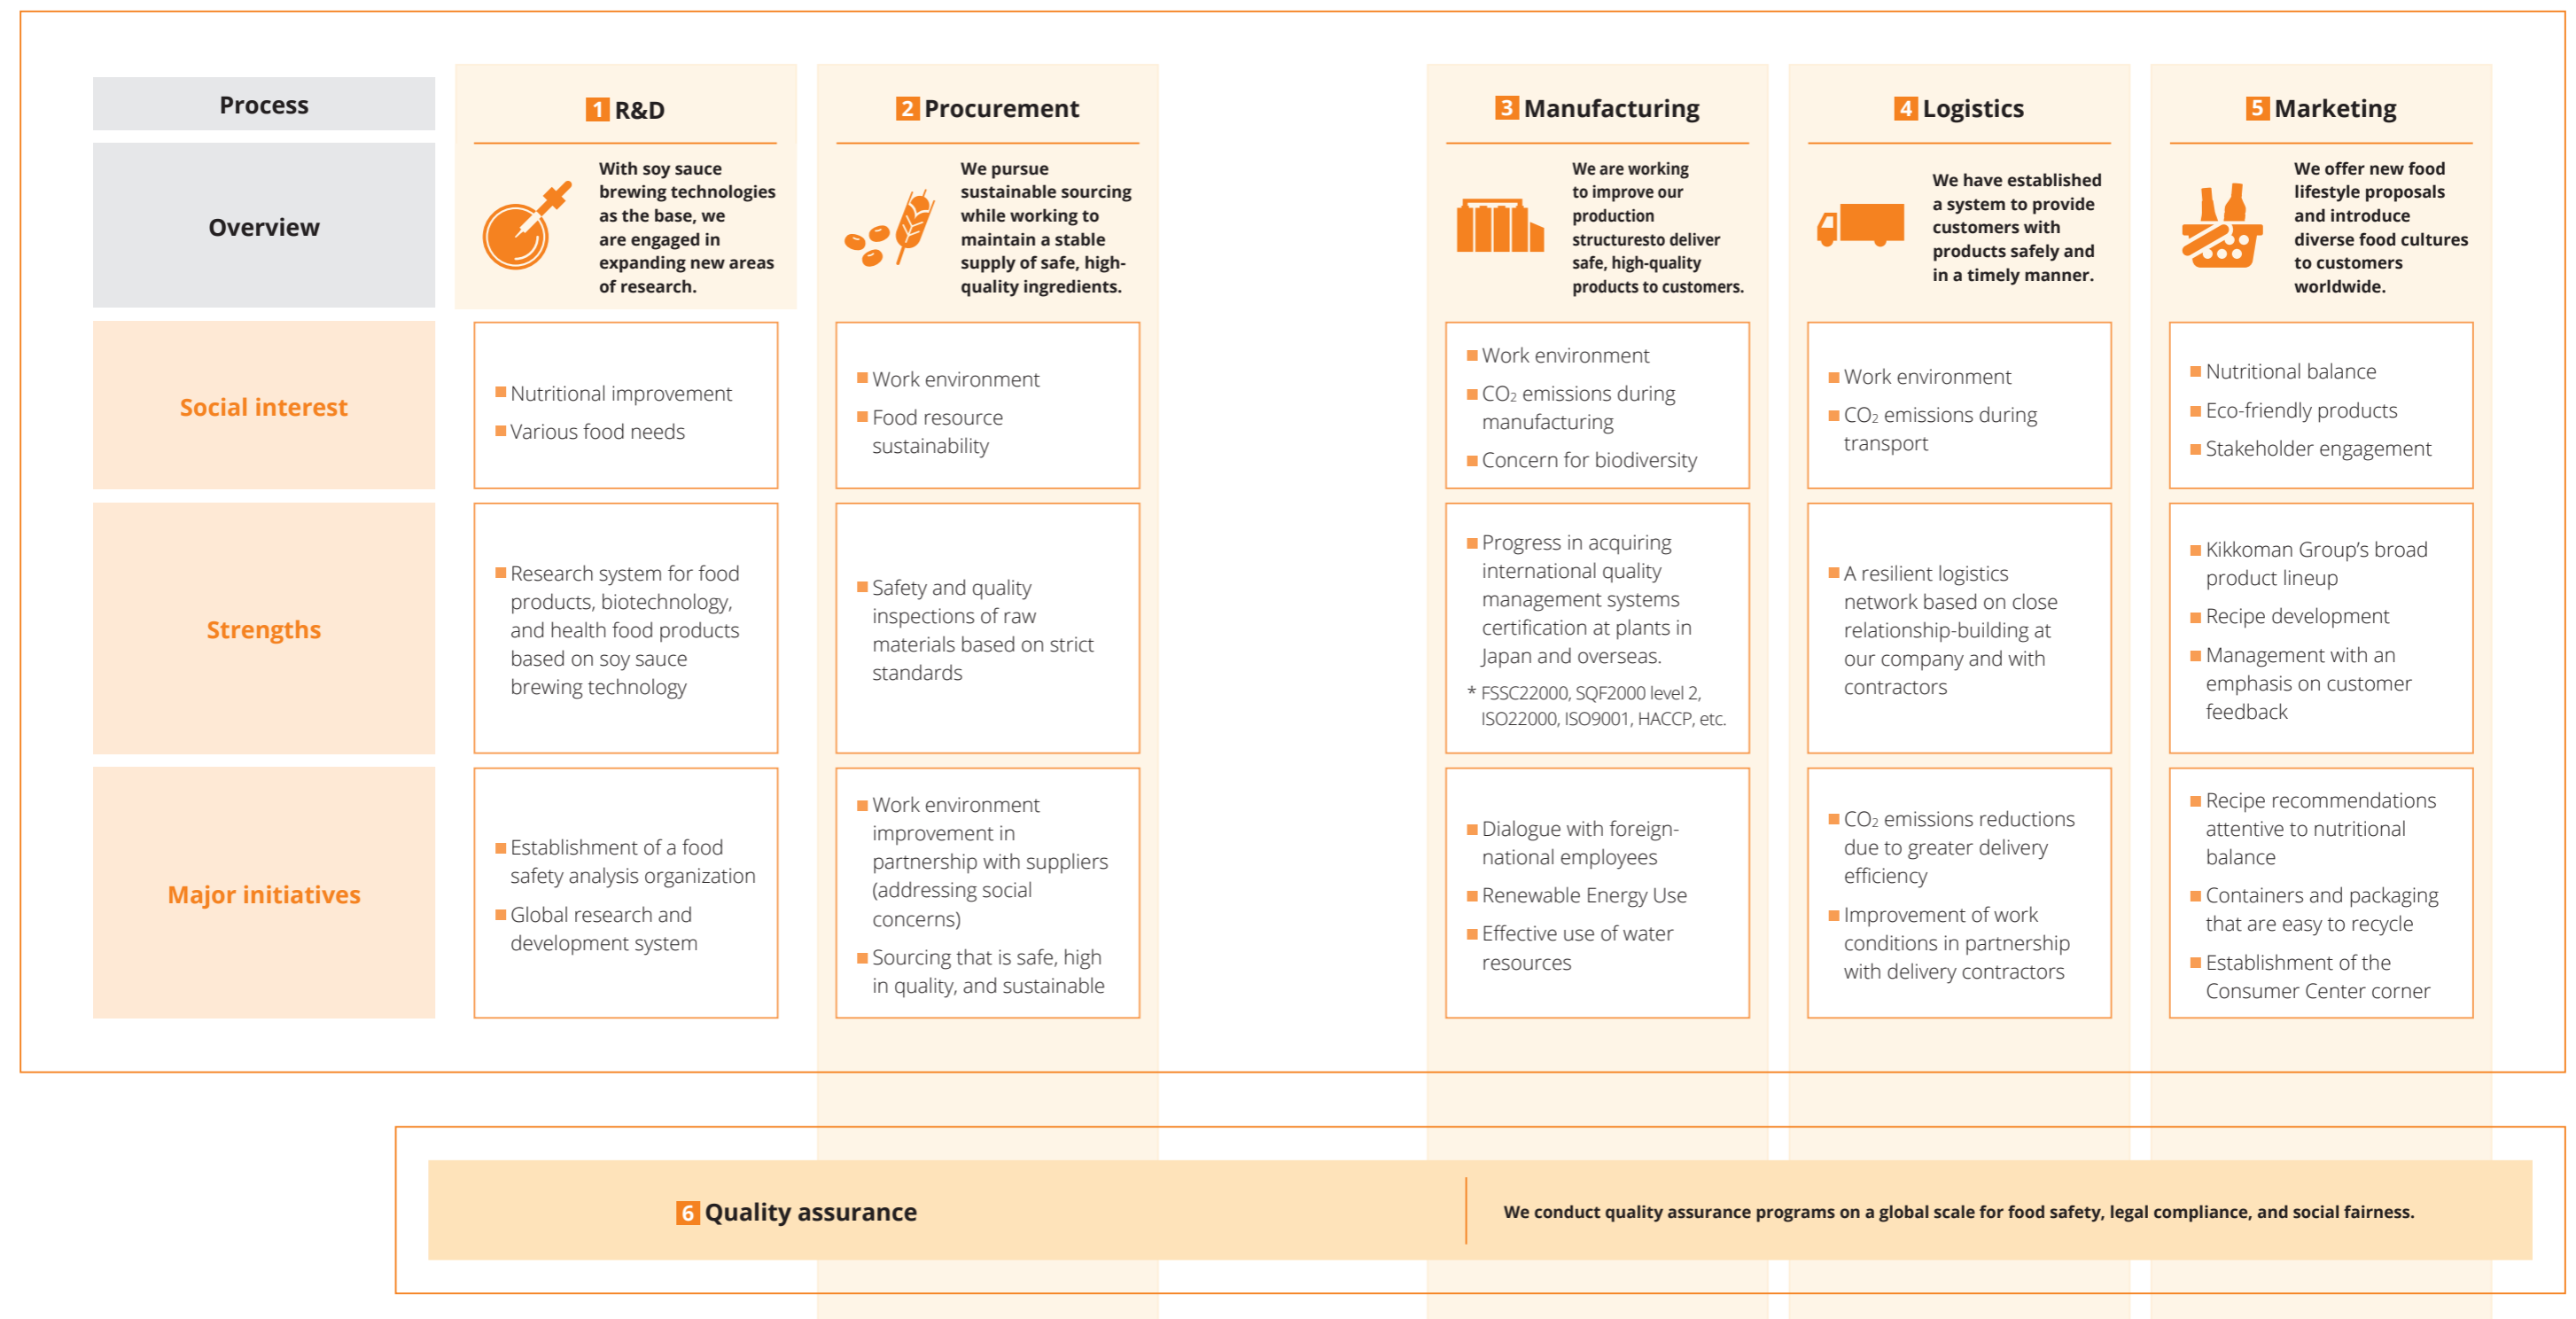 Process
1 R&D
2 Procurement
3 Manufacturing
4 Logistics
5 Marketing
Overview
With soy sauce
brewing technologies
as the base, we
are engaged in
expanding new areas
of research.
We pursue
sustainable sourcing
while working to
maintain a stable
supply of safe, high-
quality ingredients.
We are working
to improve our
production
structuresto deliver
safe, high-quality
products to customers.
We have established
a system to provide
customers with
products safely and
in a timely manner.
We offer new food
lifestyle proposals
and introduce
diverse food cultures
to customers
worldwide.
Social interest
■ Nutritional improvement
■ Various food needs
■ Work environment
■ Food resource
sustainability
■ Work environment
■ CO₂ emissions during
manufacturing
■ Concern for biodiversity
■ Work environment
■ CO₂ emissions during
transport
■ Nutritional balance
■ Eco-friendly products
■ Stakeholder engagement
Strengths
■ Research system for food
products, biotechnology,
and health food products
based on soy sauce
brewing technology
■ Safety and quality
inspections of raw
materials based on strict
standards
■ Progress in acquiring
international quality
management systems
certification at plants in
Japan and overseas.
* FSSC22000, SQF2000 level 2,
ISO22000, ISO9001, HACCP, etc.
■ A resilient logistics
network based on close
relationship-building at
our company and with
contractors
■ Kikkoman Group’s broad
product lineup
■ Recipe development
■ Management with an
emphasis on customer
feedback
Major initiatives
■ Establishment of a food
safety analysis organization
■ Global research and
development system
■ Work environment
improvement in
partnership with suppliers
(addressing social
concerns)
■ Sourcing that is safe, high
in quality, and sustainable
■ Dialogue with foreign-
national employees
■ Renewable Energy Use
■ Effective use of water
resources
■ CO₂ emissions reductions
due to greater delivery
efficiency
■ Improvement of work
conditions in partnership
with delivery contractors
■ Recipe recommendations
attentive to nutritional
balance
■ Containers and packaging
that are easy to recycle
■ Establishment of the
Consumer Center corner
6 Quality assurance
We conduct quality assurance programs on a global scale for food safety, legal compliance, and social fairness.